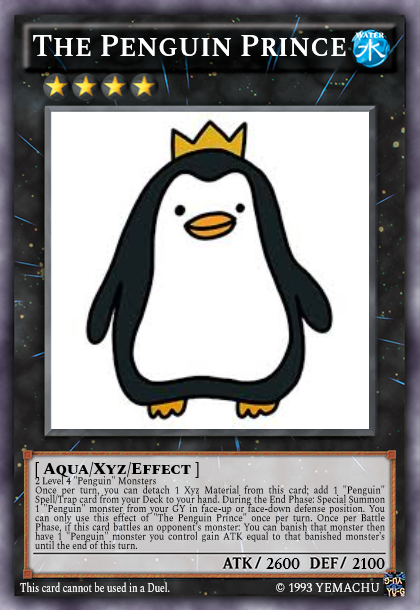 THE PENGUIN PRINCE
WATER
水
[ AQUA/XYZ/EFFECT ]
2 Level 4 "Penguin" Monsters
Once per turn, you can detach 1 Xyz Material from this card; add 1 "Penguin"
Spell/Trap card from your Deck to your hand. During the End Phase: Special Summon
1 "Penguin" monster from your GY in face-up or face-down defense position. You
can only use this effect of "The Penguin Prince" once per turn. Once per Battle
Phase, if this card battles an opponent's monster: You can banish that monster then
have 1 "Penguin" monster you control gain ATK equal to that banished monster's
until the end of this turn.
ATK/ 2600 DEF/ 2100
This card cannot be used in a Duel.
© 1993 YEMACHU